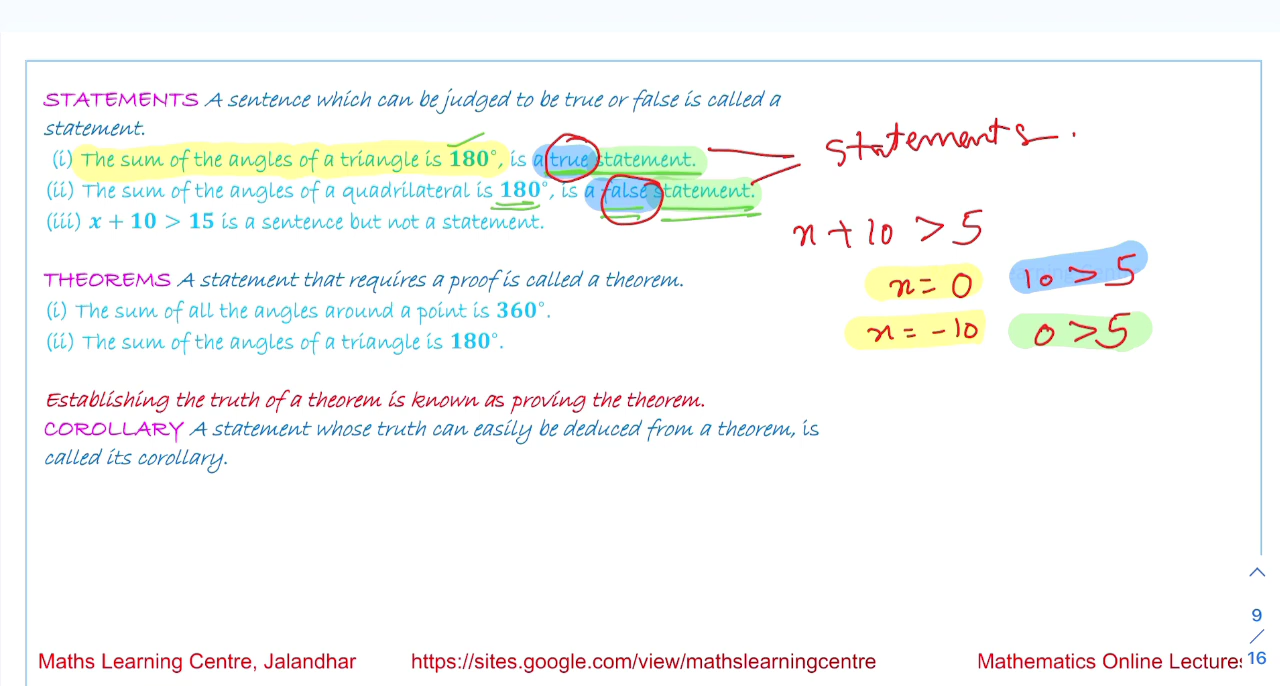 STATEMENTS A sentence which can be judged to be true or false is called a
statement.
(i) The sum of the angles of a triangle is 180°, is a true statement.
(ii) The sum of the angles of a quadrilateral is 180°, is a false statement.
(iii) x + 10 > 15 is a sentence but not a statement.
statements.
x + 10 > 5
x = 0 10 > 5
x = -10 0 > 5
THEOREMS A statement that requires a proof is called a theorem.
(i) The sum of all the angles around a point is 360°.
(ii) The sum of the angles of a triangle is 180°.
Establishing the truth of a theorem is known as proving the theorem.
COROLLARY A statement whose truth can easily be deduced from a theorem, is
called its corollary.
9
/
16
Maths Learning Centre, Jalandhar https://sites.google.com/view/mathslearningcentre Mathematics Online Lectures